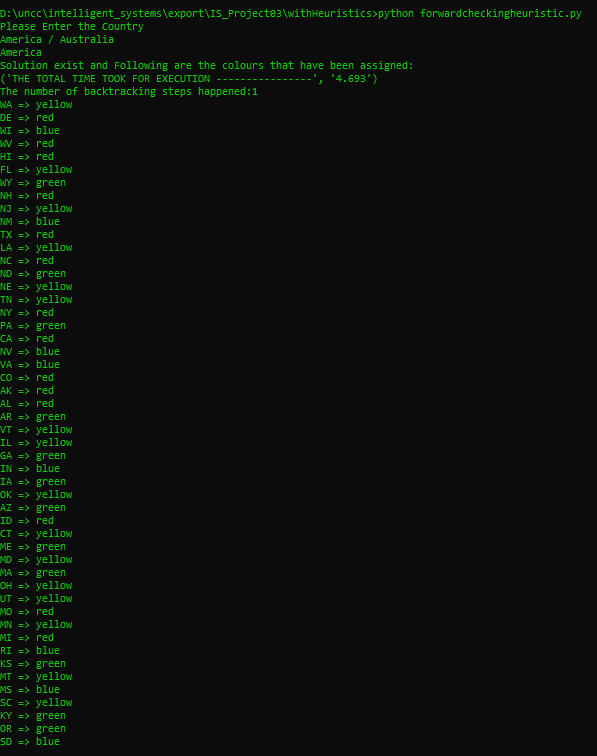 D:\uncc\intelligent_systems\export\IS_Project03\withHeuristics>python forwardcheckingheuristic.py
Please Enter the Country
America / Australia
America
Solution exist and Following are the colours that have been assigned:
('THE TOTAL TIME TOOK FOR EXECUTION ----------------', '4.693')
The number of backtracking steps happened:1
WA => yellow
DE => red
WI => blue
WV => red
HI => red
FL => yellow
WY => green
NH => red
NJ => yellow
NM => blue
TX => red
LA => yellow
NC => red
ND => green
NE => yellow
TN => yellow
NY => red
PA => green
CA => red
NV => blue
VA => blue
CO => red
AK => red
AL => red
AR => green
VT => yellow
IL => yellow
GA => green
IN => blue
IA => green
OK => yellow
AZ => green
ID => red
CT => yellow
ME => green
MD => yellow
MA => green
OH => yellow
UT => yellow
MO => red
MN => yellow
MI => red
RI => blue
KS => green
MT => yellow
MS => blue
SC => yellow
KY => green
OR => green
SD => blue